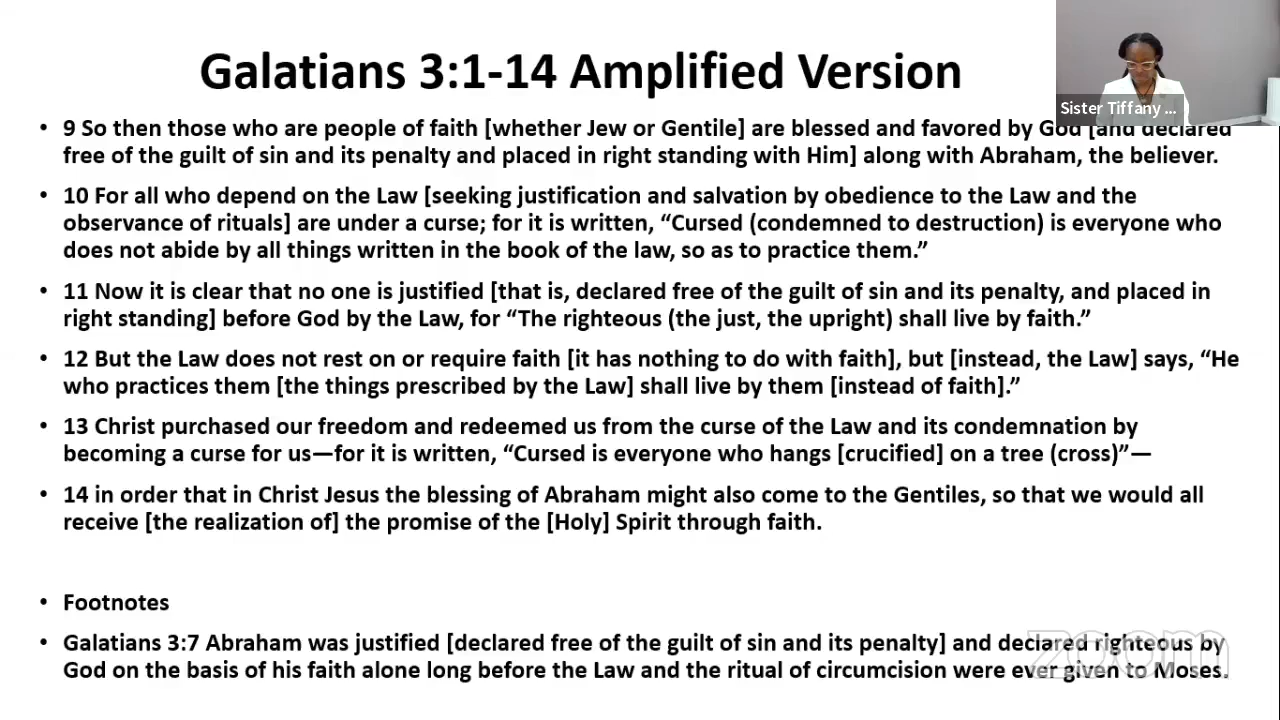 Galatians 3:1-14 Amplified Version
Sister Tiffany ...
• 9 So then those who are people of faith [whether Jew or Gentile] are blessed and favored by God [and declared
free of the guilt of sin and its penalty and placed in right standing with Him] along with Abraham, the believer.
• 10 For all who depend on the Law [seeking justification and salvation by obedience to the Law and the
observance of rituals] are under a curse; for it is written, “Cursed (condemned to destruction) is everyone who
does not abide by all things written in the book of the law, so as to practice them.”
• 11 Now it is clear that no one is justified [that is, declared free of the guilt of sin and its penalty, and placed in
right standing] before God by the Law, for “The righteous (the just, the upright) shall live by faith.”
• 12 But the Law does not rest on or require faith [it has nothing to do with faith], but [instead, the Law] says, “He
who practices them [the things prescribed by the Law] shall live by them [instead of faith].”
• 13 Christ purchased our freedom and redeemed us from the curse of the Law and its condemnation by
becoming a curse for us—for it is written, “Cursed is everyone who hangs [crucified] on a tree (cross)”—
• 14 in order that in Christ Jesus the blessing of Abraham might also come to the Gentiles, so that we would all
receive [the realization of] the promise of the [Holy] Spirit through faith.
• Footnotes
• Galatians 3:7 Abraham was justified [declared free of the guilt of sin and its penalty] and declared righteous by
God on the basis of his faith alone long before the Law and the ritual of circumcision were ever given to Moses.
zoom